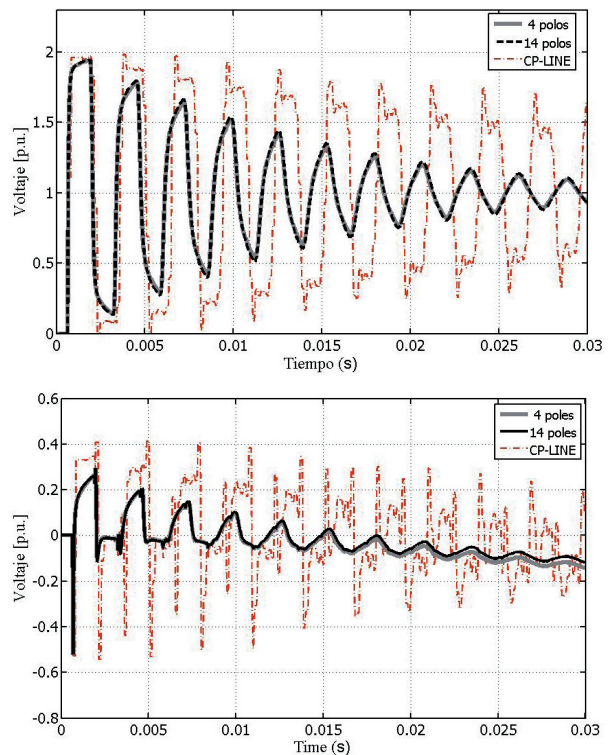 4 polos
14 polos
CP-LINE
Voltaje [p.u.]
2
1.5
1
0.5
0
0 0.005 0.01 0.015 0.02 0.025 0.03
Tiempo (s)
4 poles
14 poles
CP-LINE
Voltaje [p.u.]
0.6
0.4
0.2
0
-0.2
-0.4
-0.6
-0.8
0 0.005 0.01 0.015 0.02 0.025 0.03
Time (s)